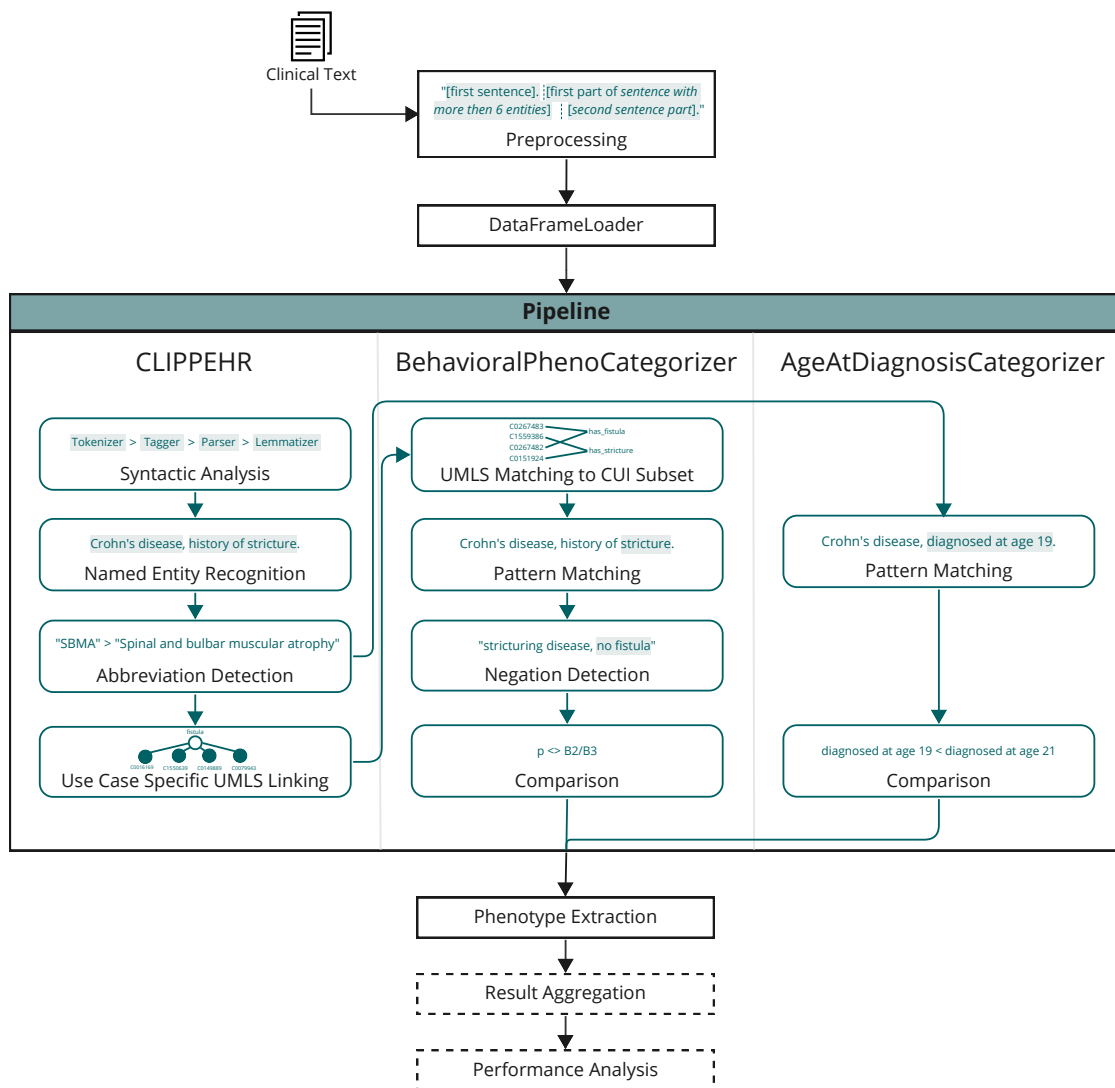 Clinical Text
"[first sentence]. [first part of sentence with
more then 6 entities] [second sentence part]."
Preprocessing
DataFrameLoader
Pipeline
CLIPPEHR
Tokenizer > Tagger > Parser > Lemmatizer
Syntactic Analysis
Crohn's disease, history of stricture.
Named Entity Recognition
"SBMA" > "Spinal and bulbar muscular atrophy"
Abbreviation Detection
fistula
C0016169 C1550639 C0149889 C0079943
Use Case Specific UMLS Linking
BehavioralPhenoCategorizer
C0267483
C1559386
C0267482
C0151924
has_fistula
has_stricture
UMLS Matching to CUI Subset
Crohn's disease, history of stricture.
Pattern Matching
"stricturing disease, no fistula"
Negation Detection
p <> B2/B3
Comparison
AgeAtDiagnosisCategorizer
Crohn's disease, diagnosed at age 19.
Pattern Matching
diagnosed at age 19 < diagnosed at age 21
Comparison
Phenotype Extraction
Result Aggregation
Performance Analysis